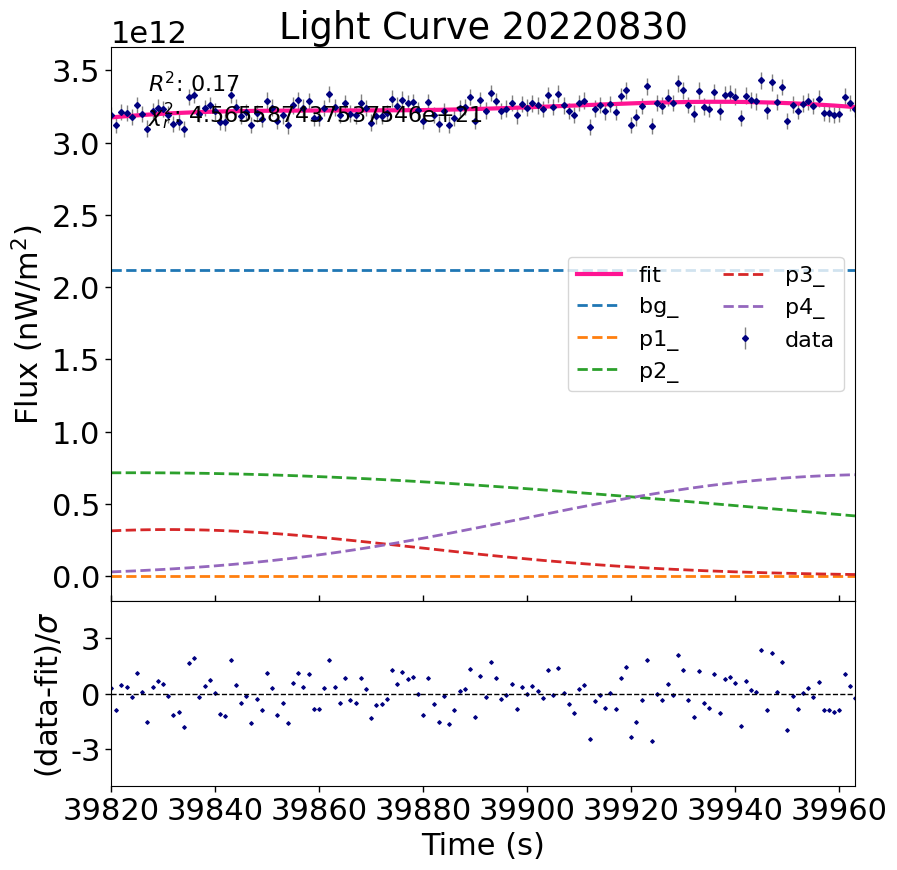 Light Curve 20220830
1e12
R²: 0.17
Flux (nW/m²)
3.5
3.0
2.5
2.0
1.5
1.0
0.5
0.0
fit
bg_
p1_
p2_
p3_
p4_
data
(data-fit)/σ
3
0
-3
39820 39840 39860 39880 39900 39920 39940 39960
Time (s)